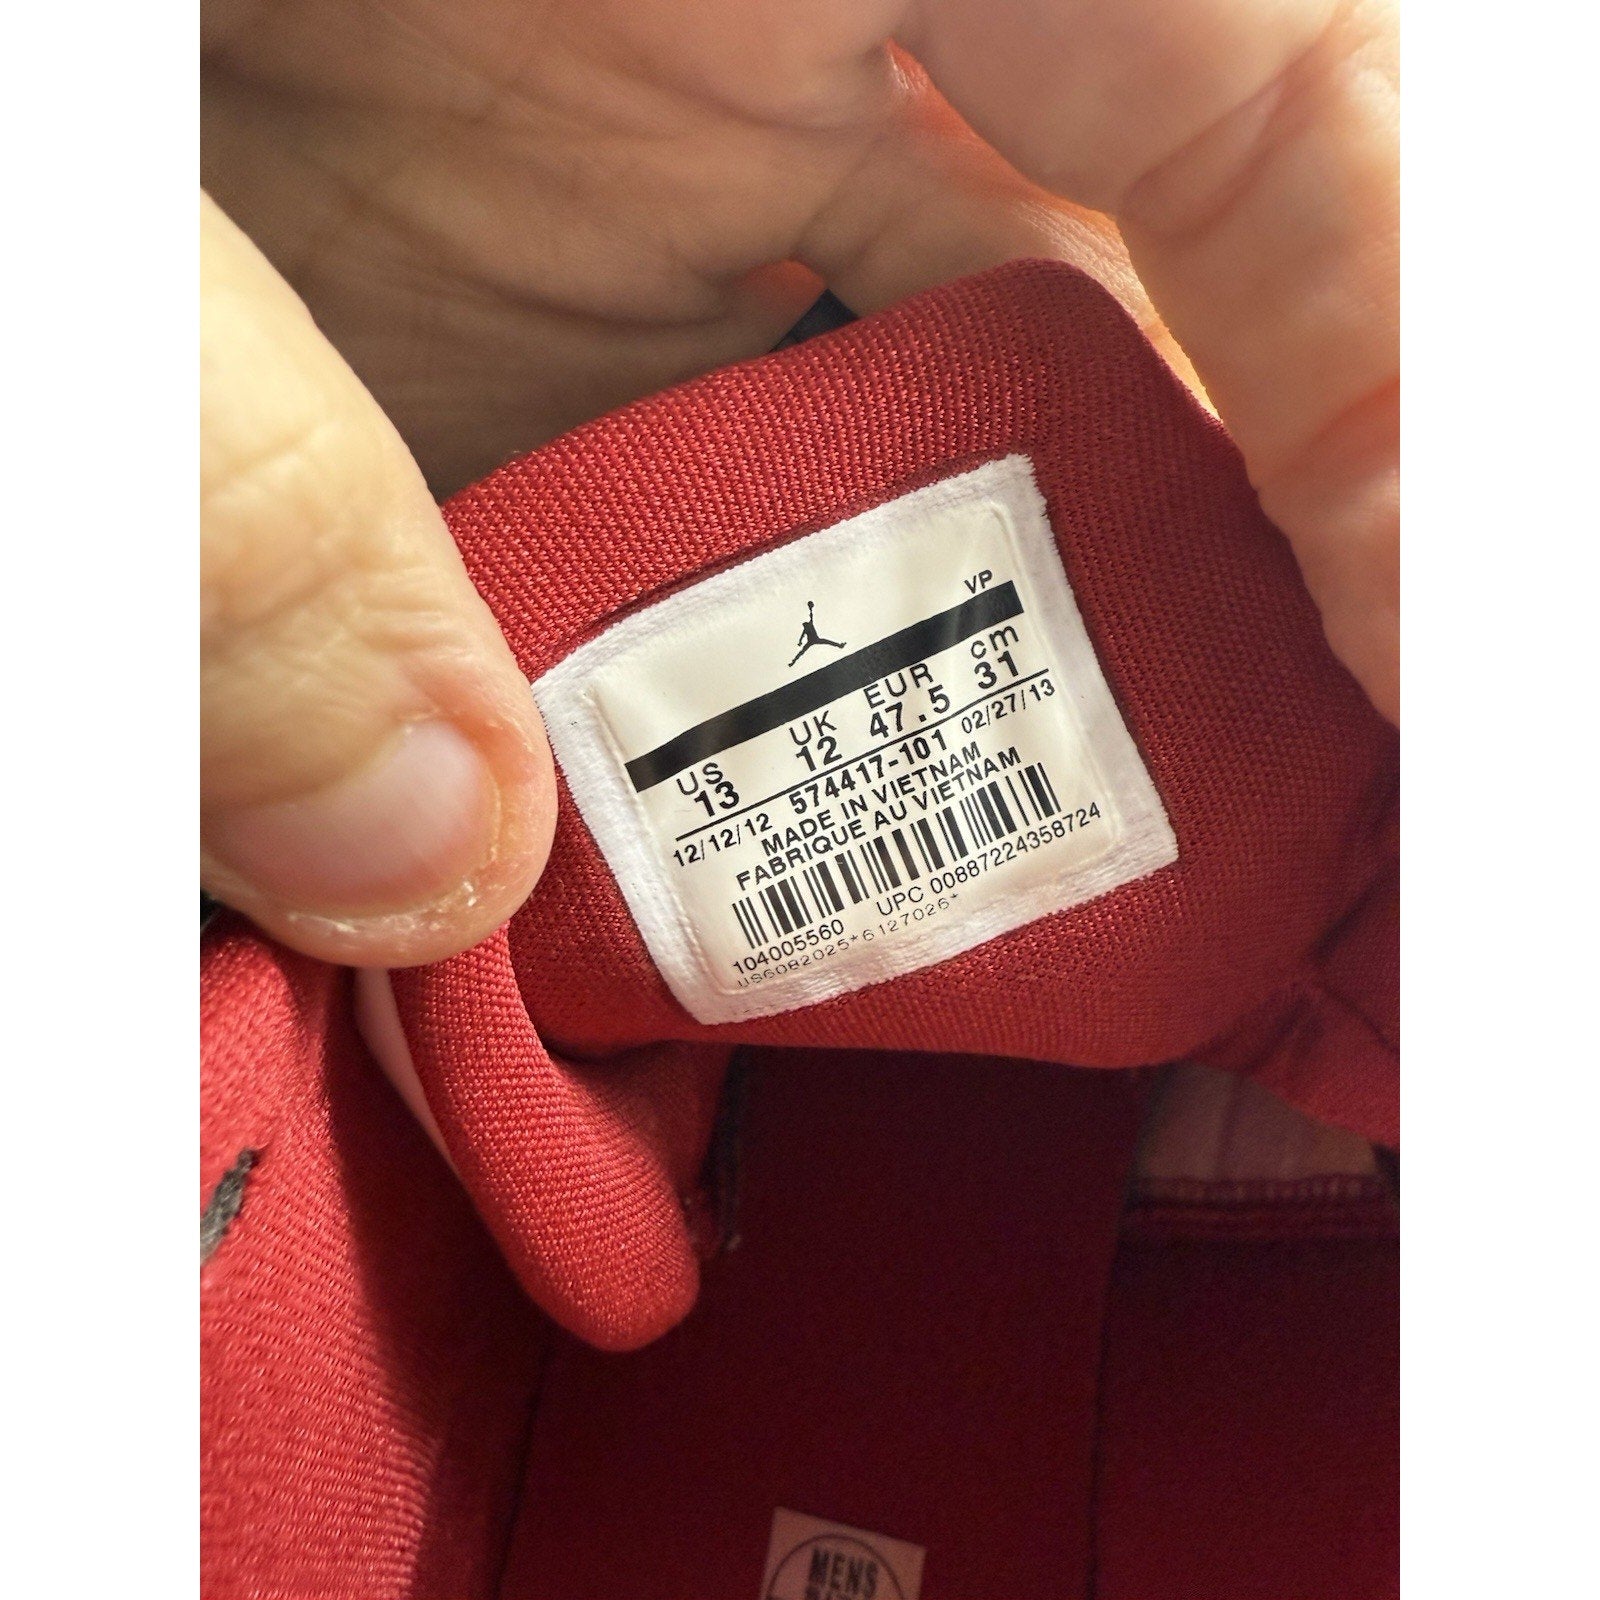 VP
US UK EUR cm
13 12 47.5 31
12/12/12 574417-101 02/27/13
MADE IN VIETNAM
FABRIQUE AU VIETNAM
104005560 UPC 00887224358724
US6082025*6127026*
MENS